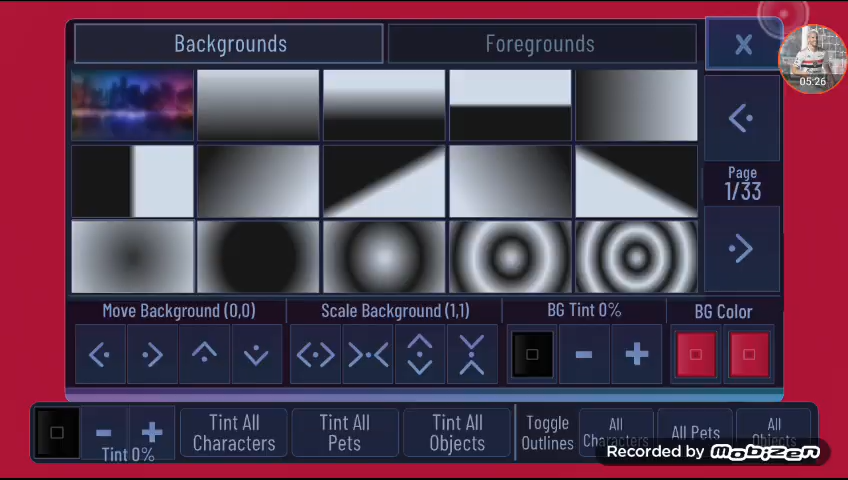 Backgrounds
Foregrounds
X
05:26
Page
1/33
Move Background (0,0)
Scale Background (1,1)
BG Tint 0%
BG Color
Tint 0%
Tint All
Characters
Tint All
Pets
Tint All
Objects
Toggle
Outlines
All
Characters
All Pets
All
Objects
Recorded by mobizen